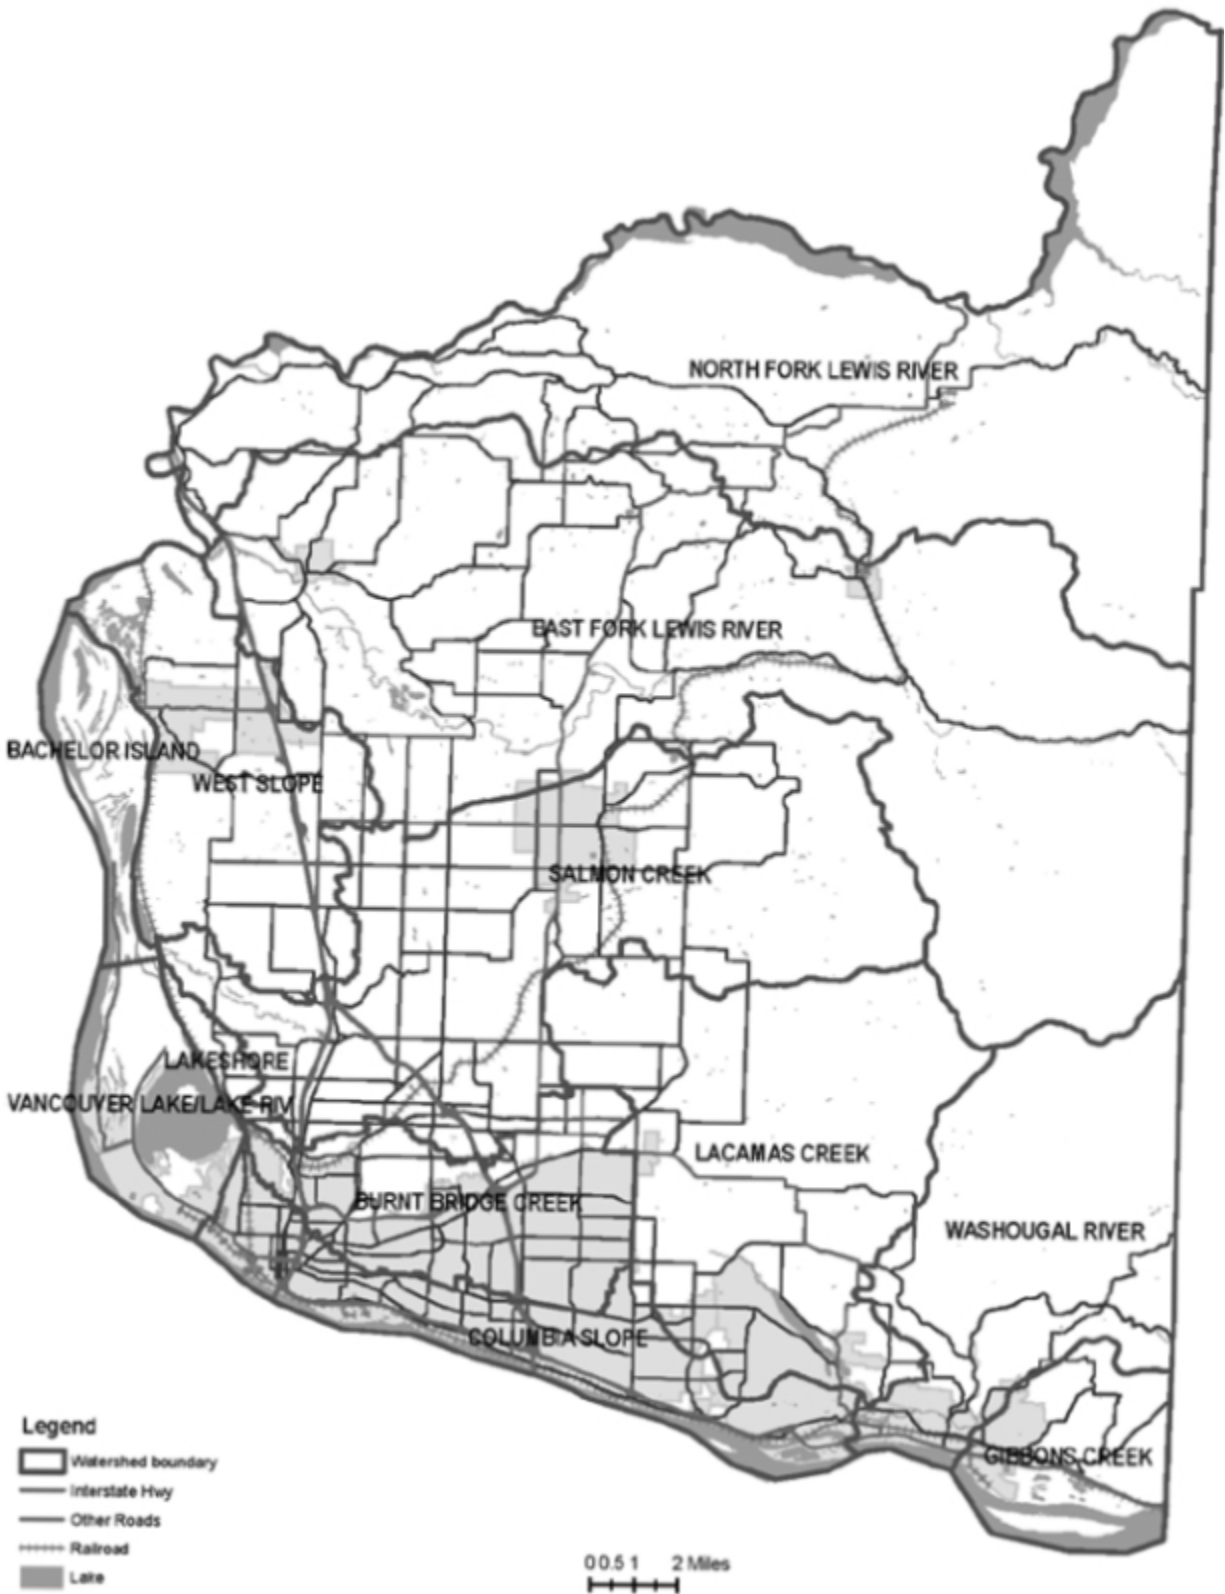 NORTH FORK LEWIS RIVER
EAST FORK LEWIS RIVER
BACHELOR ISLAND
WEST SLOPE
SALMON CREEK
LAKESHORE
VANCOUVER LAKE/LAKE RIV
LACAMAS CREEK
BURNT BRIDGE CREEK
WASHOUGAL RIVER
COLUMBIA SLOPE
GIBBONS CREEK
Legend
Watershed boundary
Interstate Hwy
Other Roads
Railroad
Lake
0 0.5 1 2 Miles